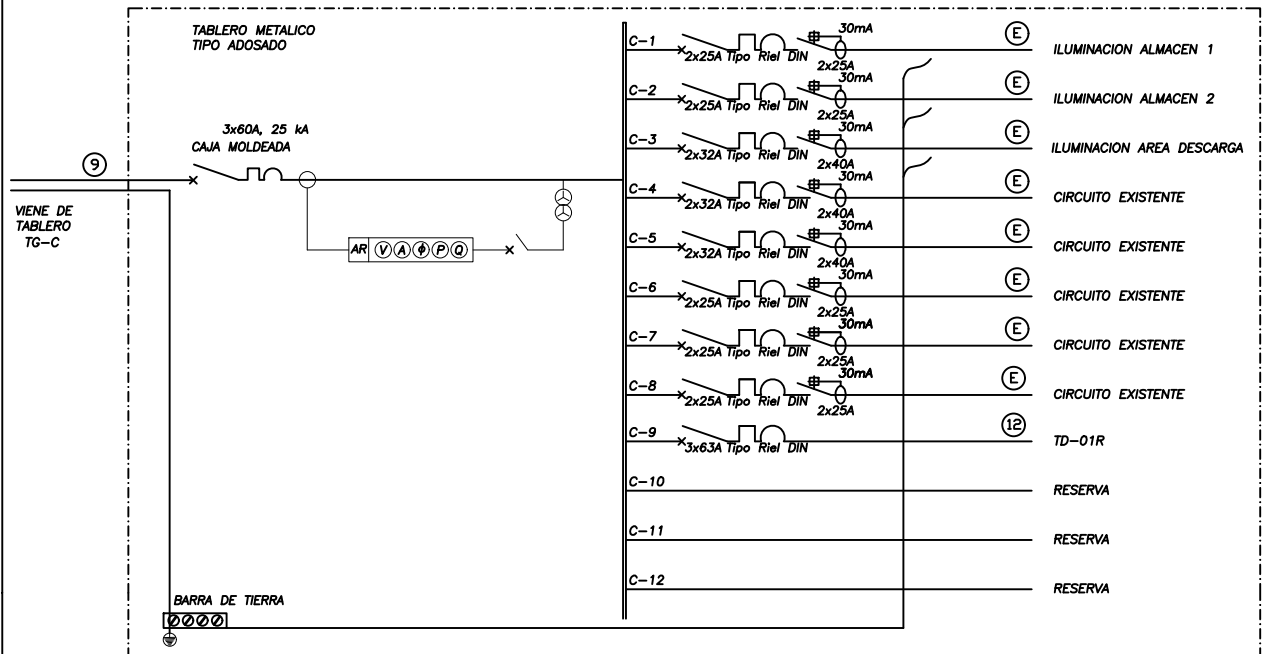 TABLERO METALICO
TIPO ADOSADO
3x60A, 25 kA
CAJA MOLDEADA
9
VIENE DE
TABLERO
TG-C
AR V A Φ P Q
BARRA DE TIERRA
C-1
2x25A Tipo Riel DIN
30mA
2x25A
E
ILUMINACION ALMACEN 1
C-2
2x25A Tipo Riel DIN
30mA
2x25A
E
ILUMINACION ALMACEN 2
C-3
2x32A Tipo Riel DIN
30mA
2x40A
E
ILUMINACION AREA DESCARGA
C-4
2x32A Tipo Riel DIN
30mA
2x40A
E
CIRCUITO EXISTENTE
C-5
2x32A Tipo Riel DIN
30mA
2x40A
E
CIRCUITO EXISTENTE
C-6
2x25A Tipo Riel DIN
30mA
2x25A
E
CIRCUITO EXISTENTE
C-7
2x25A Tipo Riel DIN
30mA
2x25A
E
CIRCUITO EXISTENTE
C-8
2x25A Tipo Riel DIN
30mA
2x25A
E
CIRCUITO EXISTENTE
C-9
3x63A Tipo Riel DIN
12
TD-01R
C-10
RESERVA
C-11
RESERVA
C-12
RESERVA